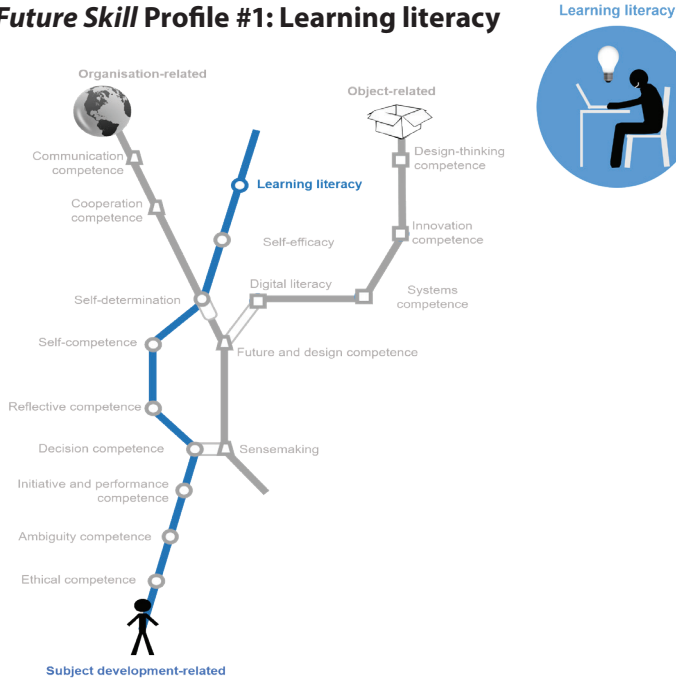 Future Skill Profile #1: Learning literacy
Learning literacy
Organisation-related
Object-related
Communication
competence
Design-thinking
competence
Learning literacy
Cooperation
competence
Innovation
competence
Self-efficacy
Digital literacy
Systems
competence
Self-determination
Self-competence
Future and design competence
Reflective competence
Decision competence
Sensemaking
Initiative and performance
competence
Ambiguity competence
Ethical competence
Subject development-related